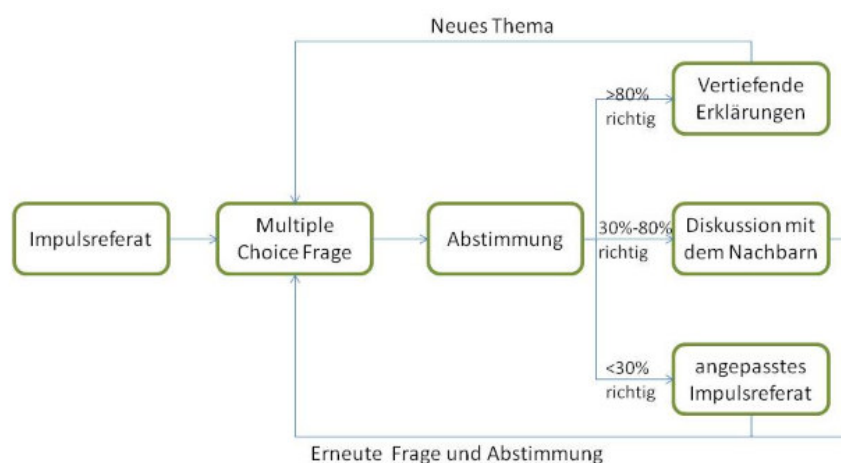 Neues Thema
>80%
richtig
Vertiefende
Erklärungen
Impulsreferat
Multiple
Choice Frage
Abstimmung
30%-80%
richtig
Diskussion mit
dem Nachbarn
<30%
richtig
angepasstes
Impulsreferat
Erneute Frage und Abstimmung